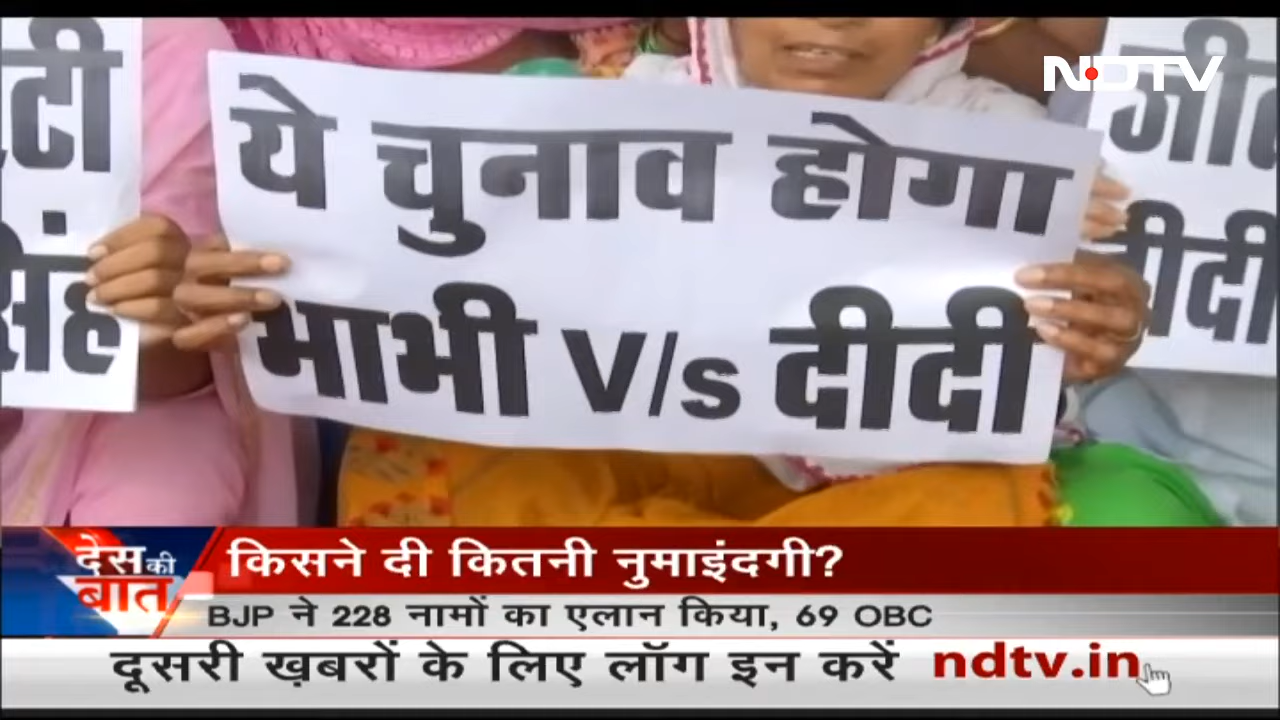 NDTV
ये चुनाव होगा
भाभी V/s दीदी
सिंह
दीदी
देस की
बात
किसने दी कितनी नुमाइंदगी?
BJP ने 228 नामों का एलान किया, 69 OBC
दूसरी ख़बरों के लिए लॉग इन करें ndtv.in